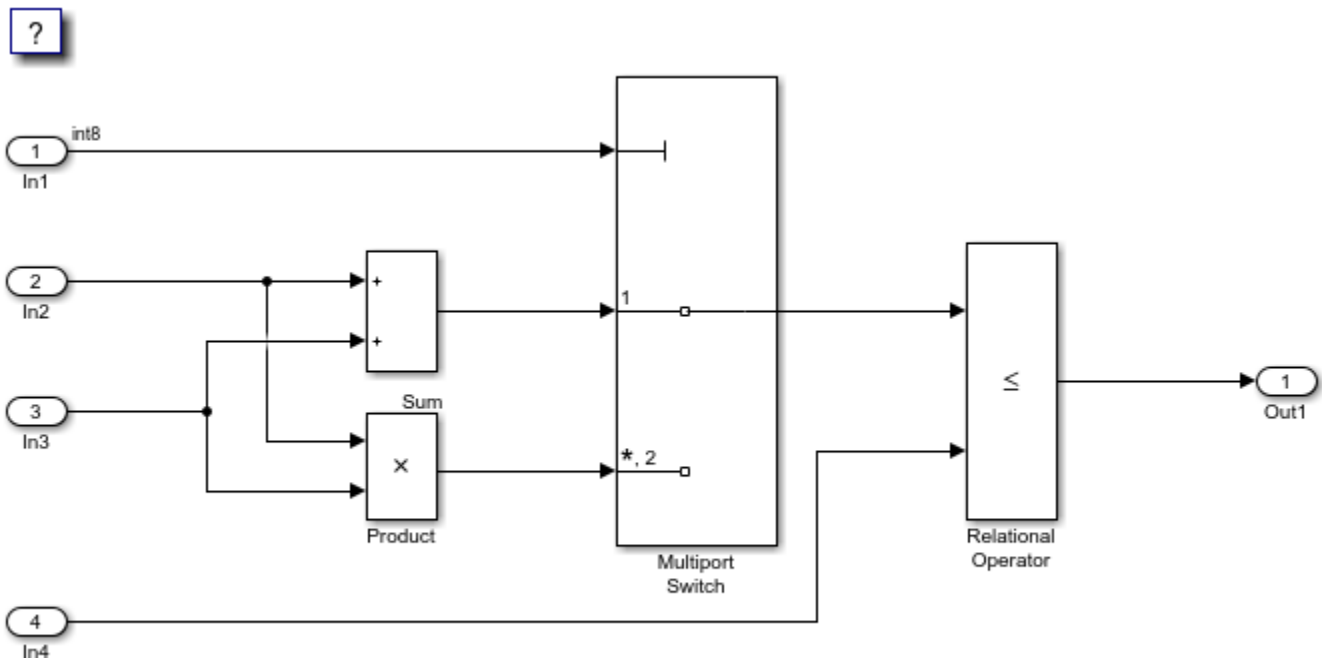 ?
int8
1
In1
2
In2
3
In3
4
In4
+
+
Sum
×
Product
1
*, 2
Multiport
Switch
≤
Relational
Operator
1
Out1